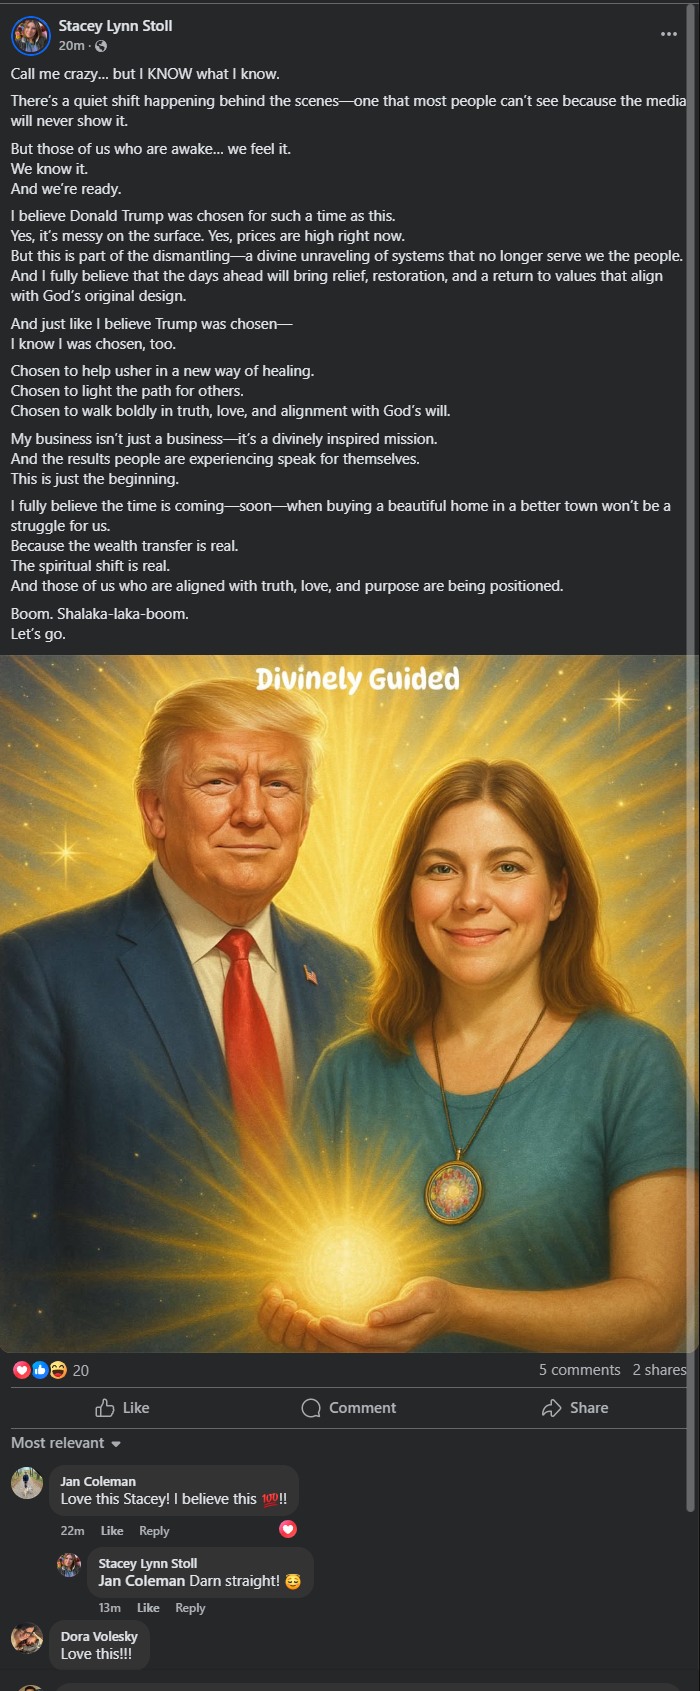 Stacey Lynn Stoll
20m ·
Call me crazy... but I KNOW what I know.
There's a quiet shift happening behind the scenes—one that most people can't see because the media
will never show it.
But those of us who are awake... we feel it.
We know it.
And we're ready.
I believe Donald Trump was chosen for such a time as this.
Yes, it's messy on the surface. Yes, prices are high right now.
But this is part of the dismantling—a divine unraveling of systems that no longer serve we the people.
And I fully believe that the days ahead will bring relief, restoration, and a return to values that align
with God's original design.
And just like I believe Trump was chosen—
I know I was chosen, too.
Chosen to help usher in a new way of healing.
Chosen to light the path for others.
Chosen to walk boldly in truth, love, and alignment with God's will.
My business isn't just a business—it's a divinely inspired mission.
And the results people are experiencing speak for themselves.
This is just the beginning.
I fully believe the time is coming—soon—when buying a beautiful home in a better town won't be a
struggle for us.
Because the wealth transfer is real.
The spiritual shift is real.
And those of us who are aligned with truth, love, and purpose are being positioned.
Boom. Shalaka-laka-boom.
Let's go.
Divinely Guided
20 5 comments 2 shares
Like Comment Share
Most relevant
Jan Coleman
Love this Stacey! I believe this 💯!!
22m Like Reply
Stacey Lynn Stoll
Jan Coleman Darn straight! 😇
13m Like Reply
Dora Volesky
Love this!!!